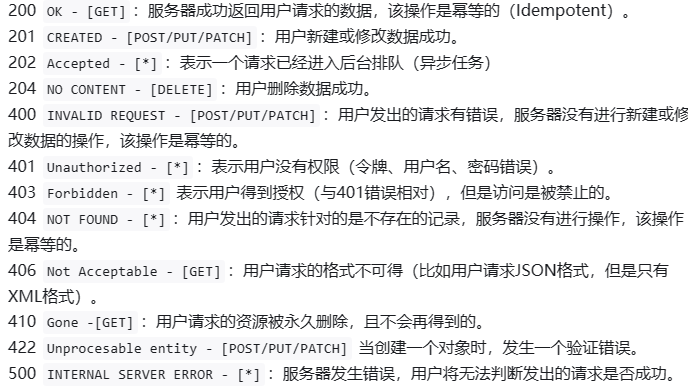 200 OK - [GET]：服务器成功返回用户请求的数据，该操作是幂等的（Idempotent）。
201 CREATED - [POST/PUT/PATCH]：用户新建或修改数据成功。
202 Accepted - [*]：表示一个请求已经进入后台排队（异步任务）
204 NO CONTENT - [DELETE]：用户删除数据成功。
400 INVALID REQUEST - [POST/PUT/PATCH]：用户发出的请求有错误，服务器没有进行新建或修
改数据的操作，该操作是幂等的。
401 Unauthorized - [*]：表示用户没有权限（令牌、用户名、密码错误）。
403 Forbidden - [*] 表示用户得到授权（与401错误相对），但是访问是被禁止的。
404 NOT FOUND - [*]：用户发出的请求针对的是不存在的记录，服务器没有进行操作，该操作
是幂等的。
406 Not Acceptable - [GET]：用户请求的格式不可得（比如用户请求JSON格式，但是只有
XML格式）。
410 Gone -[GET]：用户请求的资源被永久删除，且不会再得到的。
422 Unprocesable entity - [POST/PUT/PATCH] 当创建一个对象时，发生一个验证错误。
500 INTERNAL SERVER ERROR - [*]：服务器发生错误，用户将无法判断发出的请求是否成功。